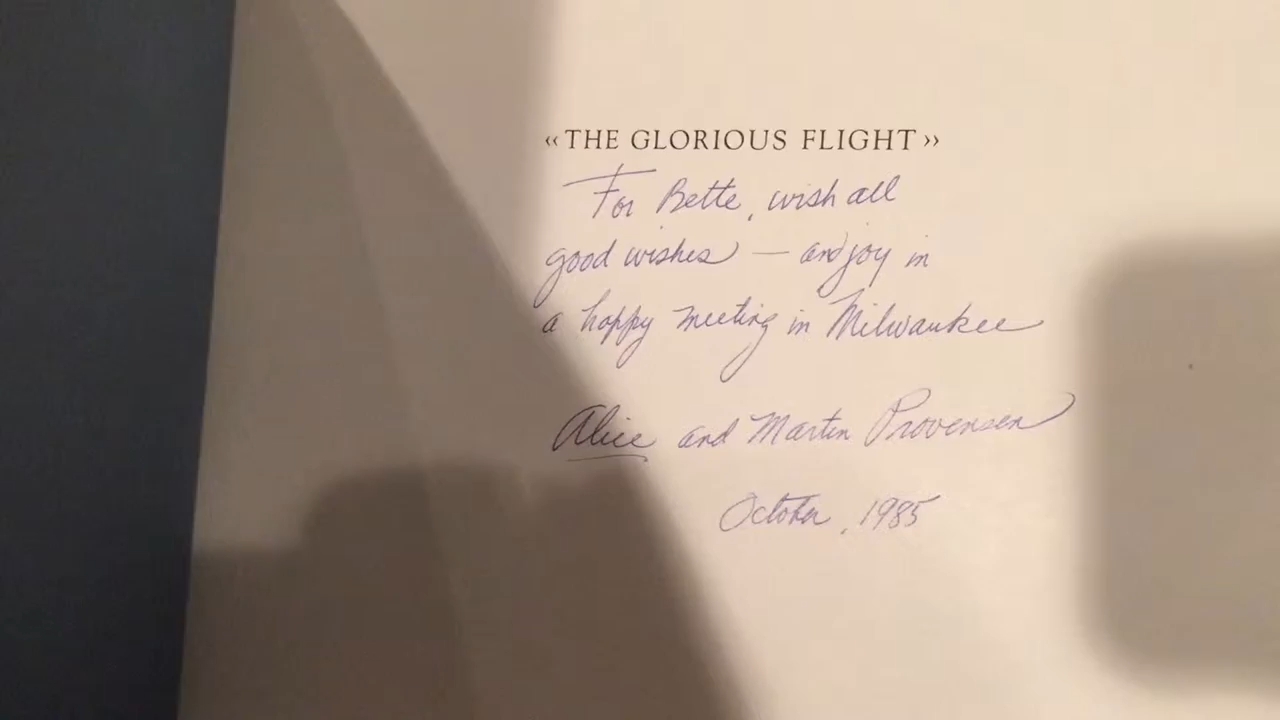 ‹‹THE GLORIOUS FLIGHT››
For Bette, wish all
good wishes — and joy in
a happy meeting in Milwaukee
Alice and Martin Provensen
October, 1985